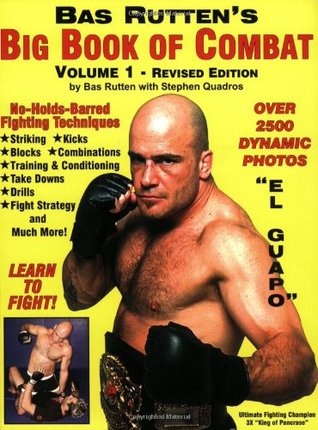 BAS RUTTEN'S
BIG BOOK OF COMBAT
VOLUME 1 - REVISED EDITION
by Bas Rutten with Stephen Quadros
No-Holds-Barred
Fighting Techniques
★Striking ★Kicks
★Blocks ★Combinations
★Training & Conditioning
★Take Downs
★Drills
★Fight Strategy
and
Much More!
OVER
2500
DYNAMIC
PHOTOS
"EL GUAPO"
LEARN
TO
FIGHT!
Ultimate Fighting Champion
3X "King of Pancrase"